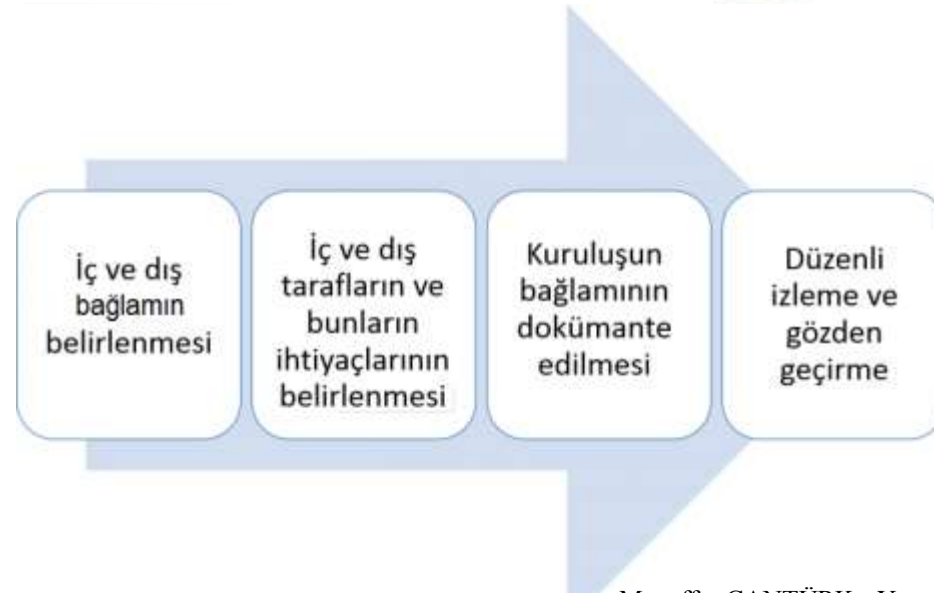 İç ve dış
bağlamın
belirlenmesi
İç ve dış
tarafların ve
bunların
ihtiyaçlarının
belirlenmesi
Kuruluşun
bağlamının
dokümante
edilmesi
Düzenli
izleme ve
gözden
geçirme